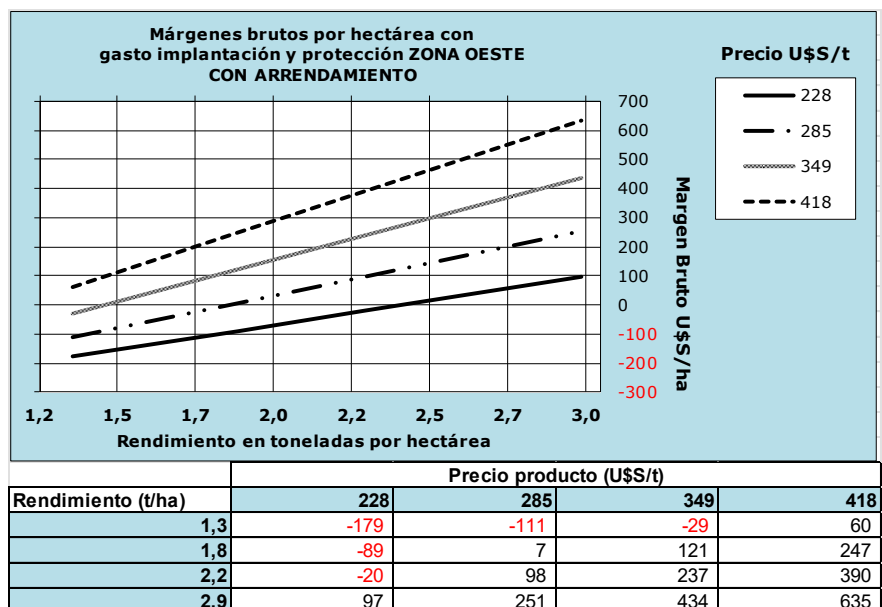 Márgenes brutos por hectárea con
gasto implantación y protección ZONA OESTE
CON ARRENDAMIENTO
Precio U$S/t
228
285
349
418
700
600
500
400
300
200
100
0
-100
-200
-300
Margen Bruto U$S/ha
1,2 1,5 1,7 2,0 2,2 2,5 2,7 3,0
Rendimiento en toneladas por hectárea
Precio producto (U$S/t)
Rendimiento (t/ha) 228 285 349 418
1,3 -179 -111 -29 60
1,8 -89 7 121 247
2,2 -20 98 237 390
2,9 97 251 434 635